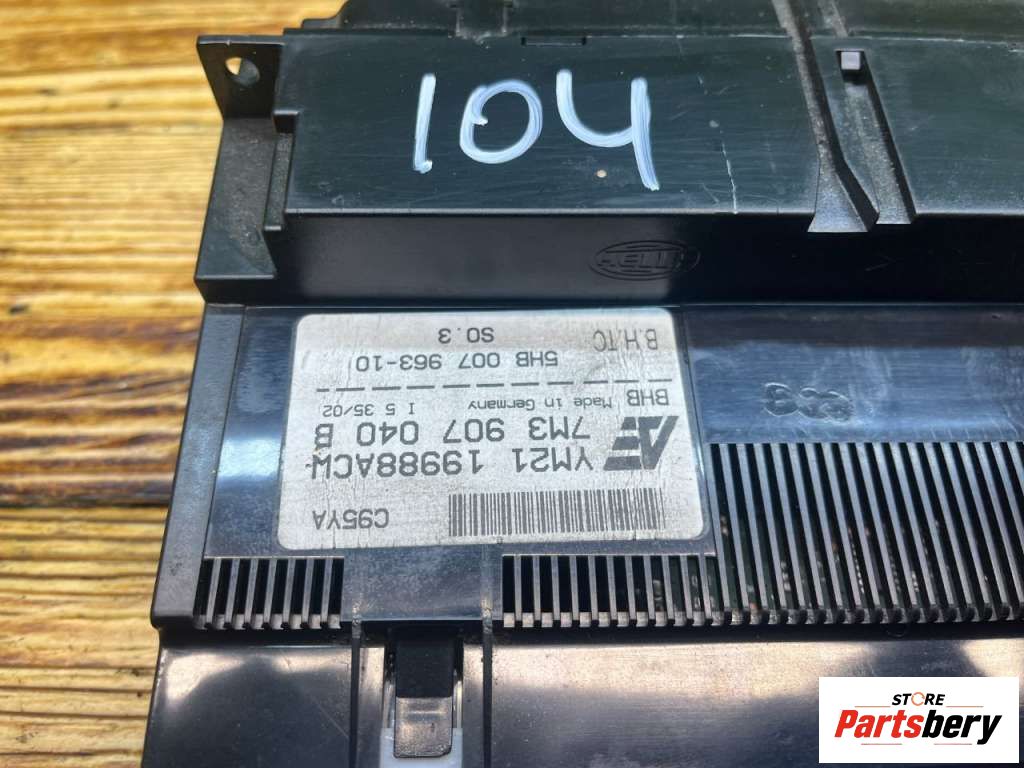 104
HELLA
C95YA
YM21 19988ACW
7M3 907 040 B
BHB Made in Germany I 5 35/02
5HB 007 963-10
B.H.TC SO.3
STORE
Partsbery